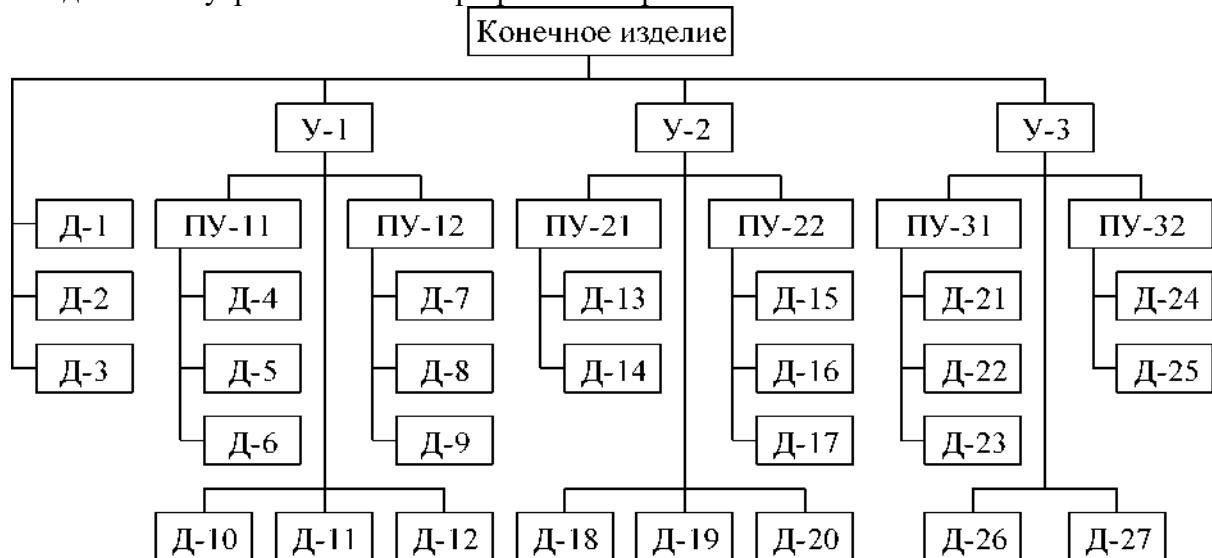 Конечное изделие
У-1
У-2
У-3
Д-1
ПУ-11
ПУ-12
ПУ-21
ПУ-22
ПУ-31
ПУ-32
Д-2
Д-4
Д-7
Д-13
Д-15
Д-21
Д-24
Д-3
Д-5
Д-8
Д-14
Д-16
Д-22
Д-25
Д-6
Д-9
Д-17
Д-23
Д-10
Д-11
Д-12
Д-18
Д-19
Д-20
Д-26
Д-27